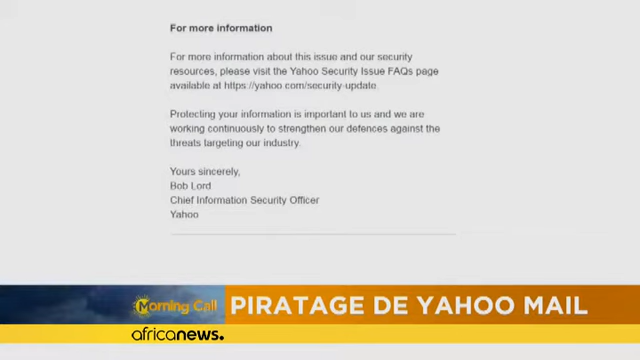 For more information
For more information about this issue and our security
resources, please visit the Yahoo Security Issue FAQs page
available at https://yahoo com/security-update.
Protecting your information is important to us and we are
working continuously to strengthen our defences against the
threats targeting our industry.
Yours sincerely,
Bob Lord
Chief Information Security Officer
Yahoo
Morning Call
PIRATAGE DE YAHOO MAIL
africanews.